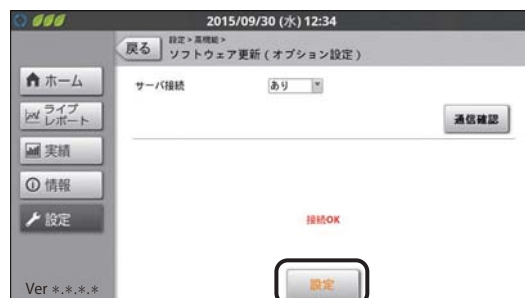 2015/09/30 (水) 12:34
戻る
設定 > 高機能 >
ソフトウェア更新 ( オプション設定 )
ホーム
ライブ
レポート
実績
情報
設定
Ver *.*.*.*
サーバ接続
あり
通信確認
接続OK
設定